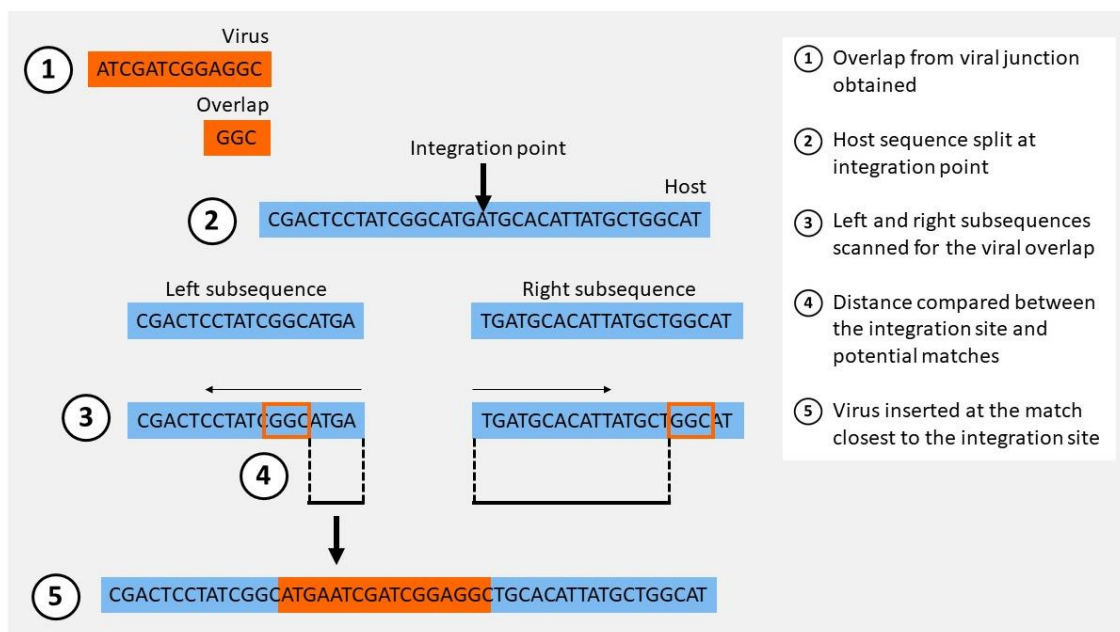 Virus
1
ATCGATCGGAGGC
Overlap
GGC
Integration point
Host
2
CGACTCCTATCGGCATGATGCACATTATGCTGGCAT
Left subsequence
Right subsequence
CGACTCCTATCGGCATGA
TGATGCACATTATGCTGGCAT
3
CGACTCCTATCGGCATGA
TGATGCACATTATGCTGGCAT
4
5
CGACTCCTATCGGCATGAATCGATCGGAGGCTGCACATTATGCTGGCAT
1 Overlap from viral junction
obtained
2 Host sequence split at
integration point
3 Left and right subsequences
scanned for the viral overlap
4 Distance compared between
the integration site and
potential matches
5 Virus inserted at the match
closest to the integration site